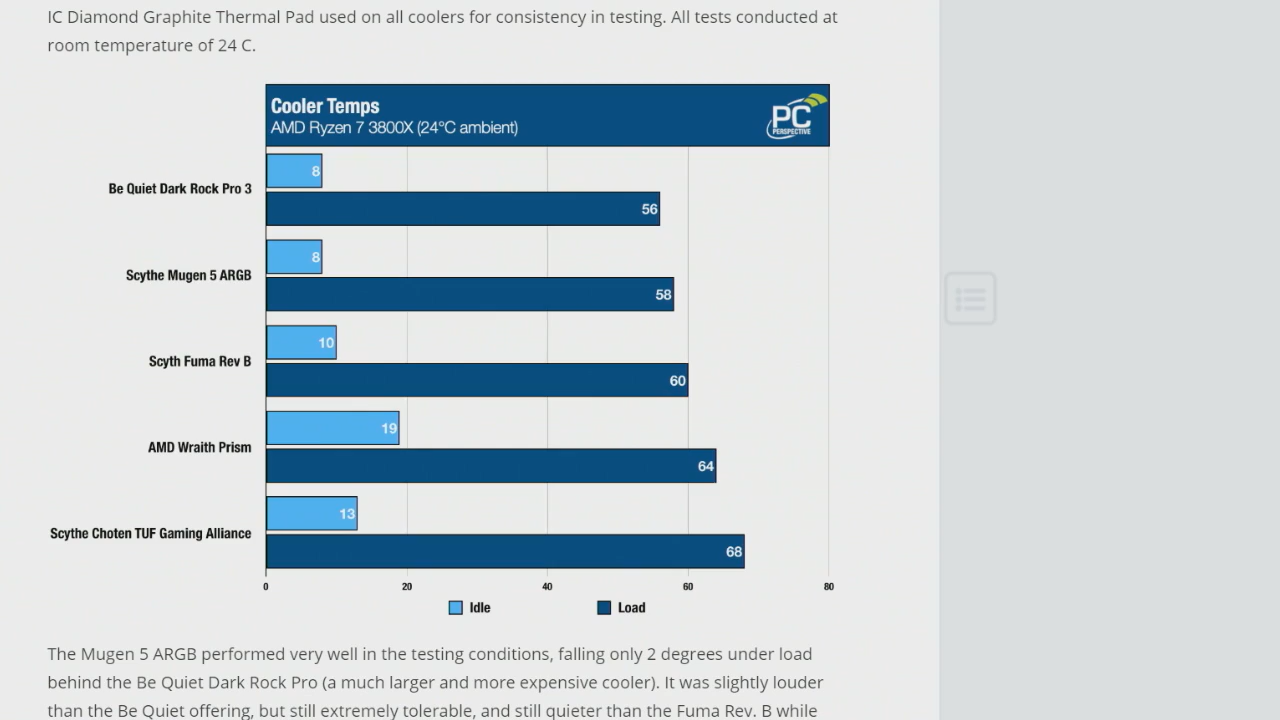 IC Diamond Graphite Thermal Pad used on all coolers for consistency in testing. All tests conducted at
room temperature of 24 C.
Cooler Temps
AMD Ryzen 7 3800X (24°C ambient)
PC
PERSPECTIVE
Be Quiet Dark Rock Pro 3
8
56
Scythe Mugen 5 ARGB
8
58
Scyth Fuma Rev B
10
60
AMD Wraith Prism
19
64
Scythe Choten TUF Gaming Alliance
13
68
0 20 40 60 80
Idle Load
The Mugen 5 ARGB performed very well in the testing conditions, falling only 2 degrees under load
behind the Be Quiet Dark Rock Pro (a much larger and more expensive cooler). It was slightly louder
than the Be Quiet offering, but still extremely tolerable, and still quieter than the Fuma Rev. B while